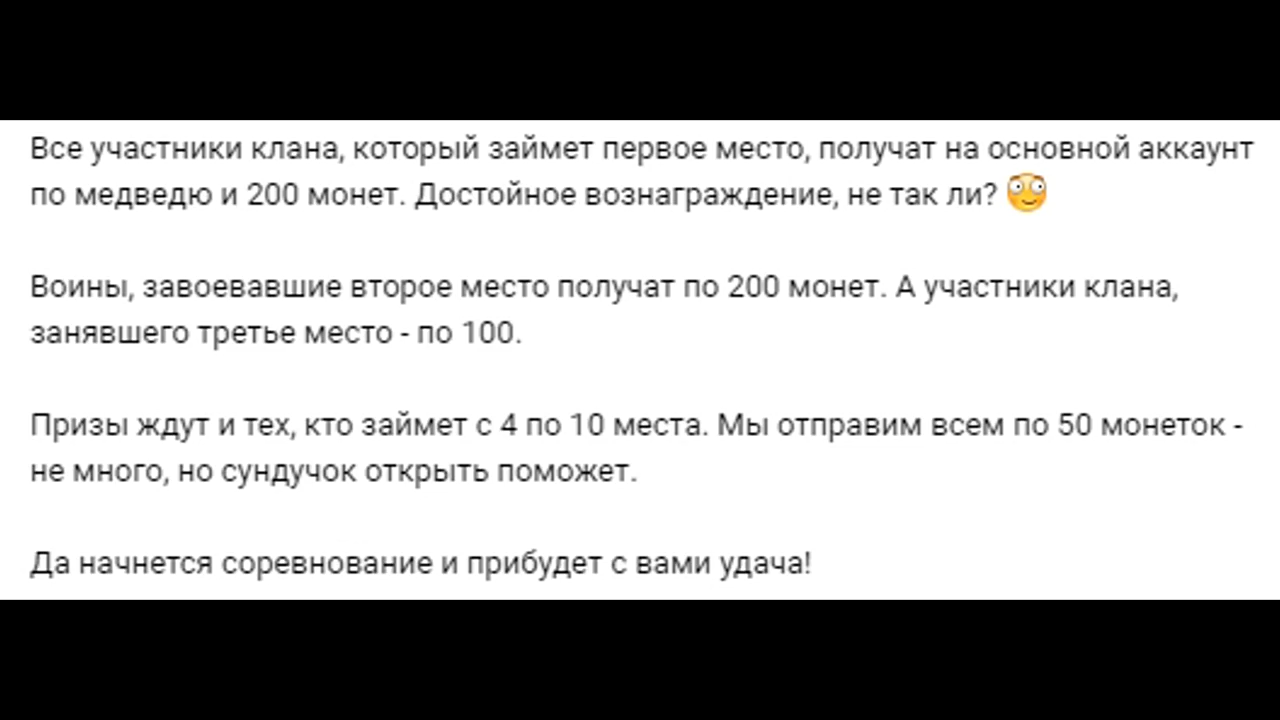 Все участники клана, который займет первое место, получат на основной аккаунт
по медведю и 200 монет. Достойное вознаграждение, не так ли? 🙄
Воины, завоевавшие второе место получат по 200 монет. А участники клана,
занявшего третье место - по 100.
Призы ждут и тех, кто займет с 4 по 10 места. Мы отправим всем по 50 монеток -
не много, но сундучок открыть поможет.
Да начнется соревнование и прибудет с вами удача!